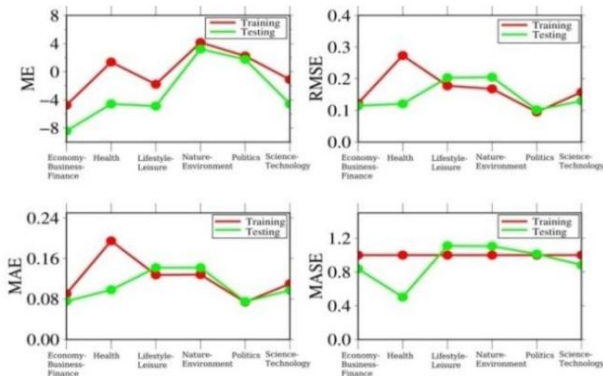 8
4
0
−4
−8
ME
Training
Testing
Economy-
Business-
Finance
Health
Lifestyle-
Leisure
Nature-
Environment
Politics
Science-
Technology
0.4
0.3
0.2
0.1
0.0
RMSE
Training
Testing
Economy-
Business-
Finance
Health
Lifestyle-
Leisure
Nature-
Environment
Politics
Science-
Technology
0.24
0.16
0.08
0.00
MAE
Training
Testing
Economy-
Business-
Finance
Health
Lifestyle-
Leisure
Nature-
Environment
Politics
Science-
Technology
1.2
0.8
0.4
0.0
MASE
Training
Testing
Economy-
Business-
Finance
Health
Lifestyle-
Leisure
Nature-
Environment
Politics
Science-
Technology